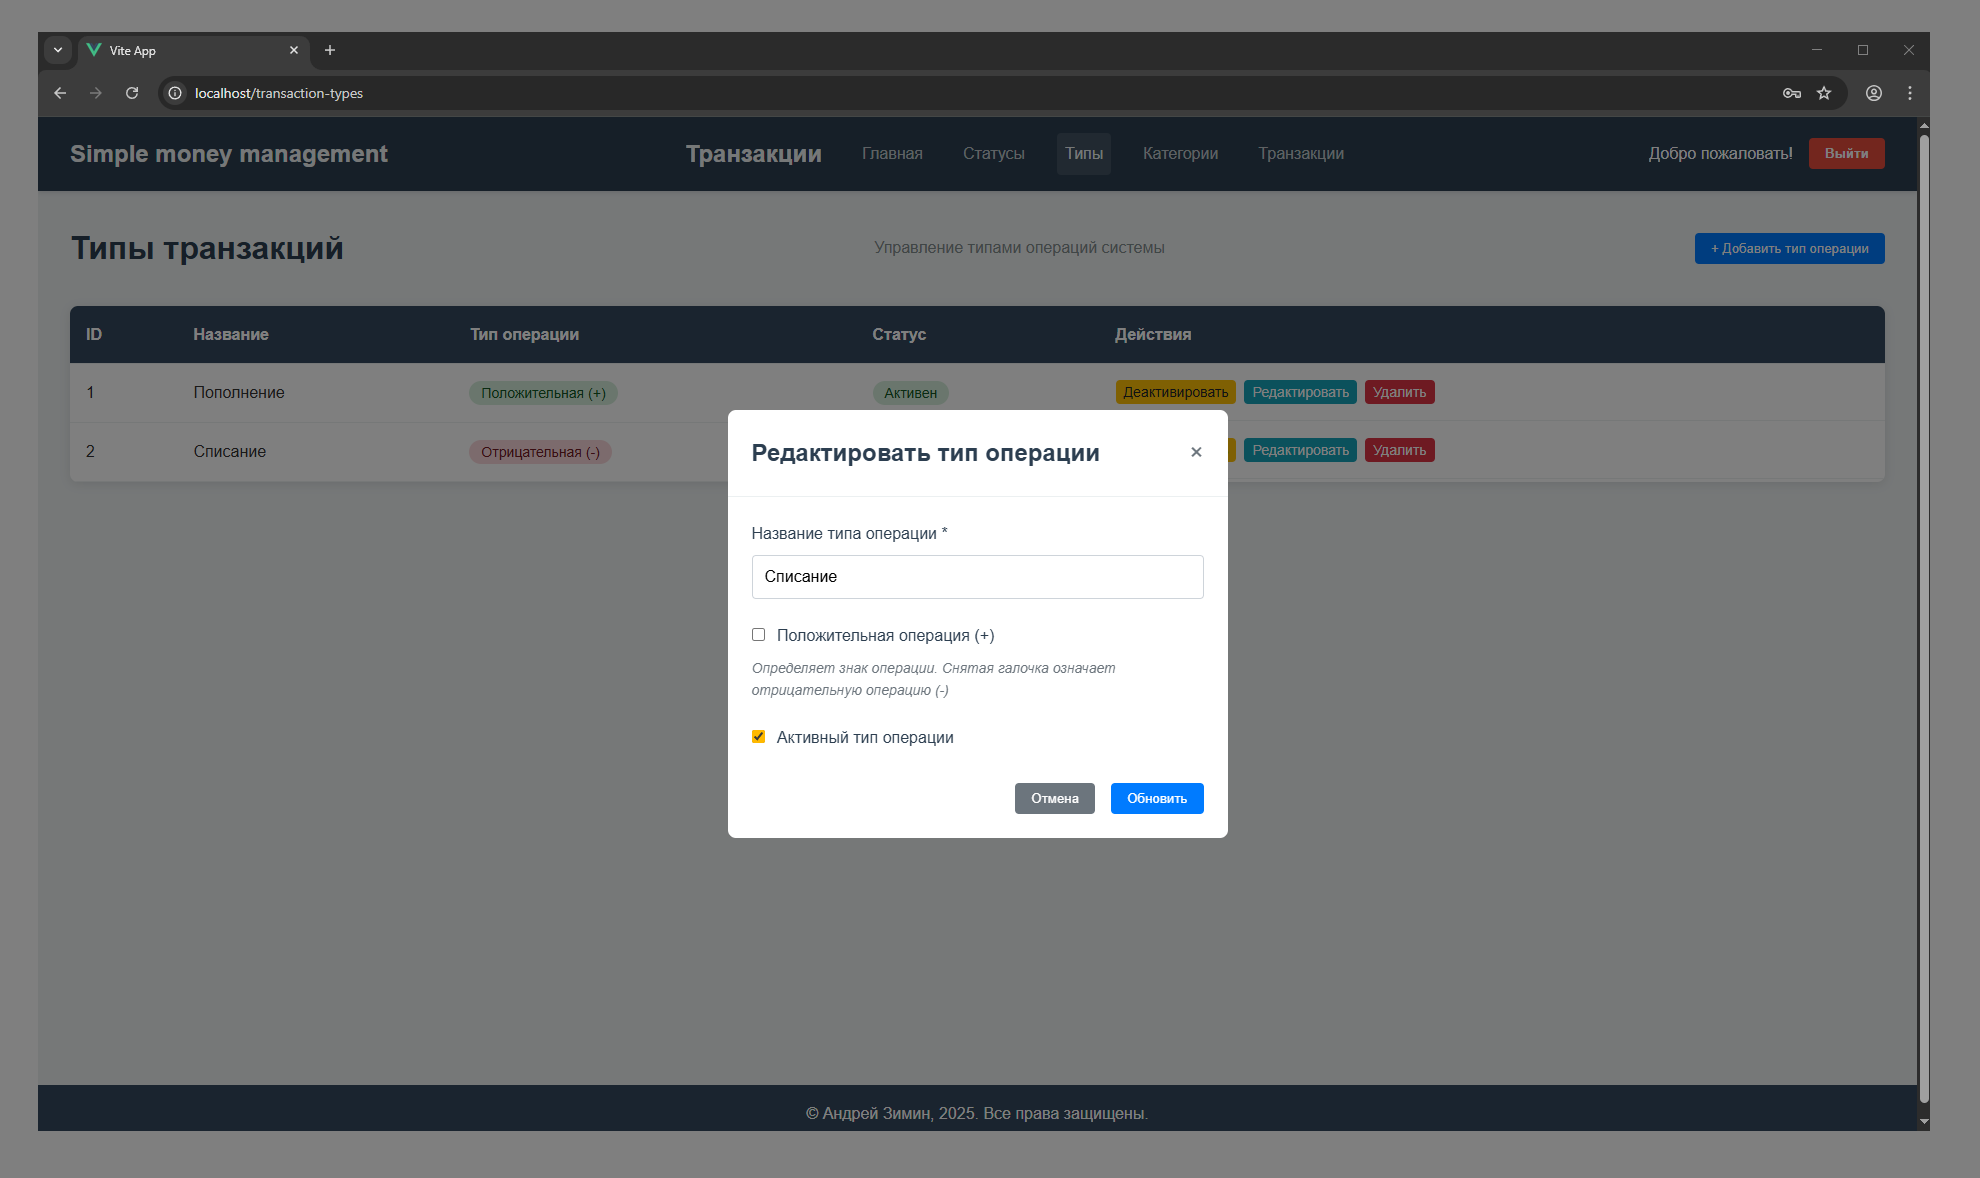 Vite App
localhost/transaction-types
Simple money management
Транзакции
Главная
Статусы
Типы
Категории
Транзакции
Добро пожаловать!
Выйти
Типы транзакций
Управление типами операций системы
+ Добавить тип операции
ID
Название
Тип операции
Статус
Действия
1
Пополнение
Положительная (+)
Активен
Деактивировать
Редактировать
Удалить
2
Списание
Отрицательная (-)
Редактировать
Удалить
Редактировать тип операции
×
Название типа операции *
Списание
Положительная операция (+)
Определяет знак операции. Снятая галочка означает
отрицательную операцию (-)
Активный тип операции
Отмена
Обновить
© Андрей Зимин, 2025. Все права защищены.